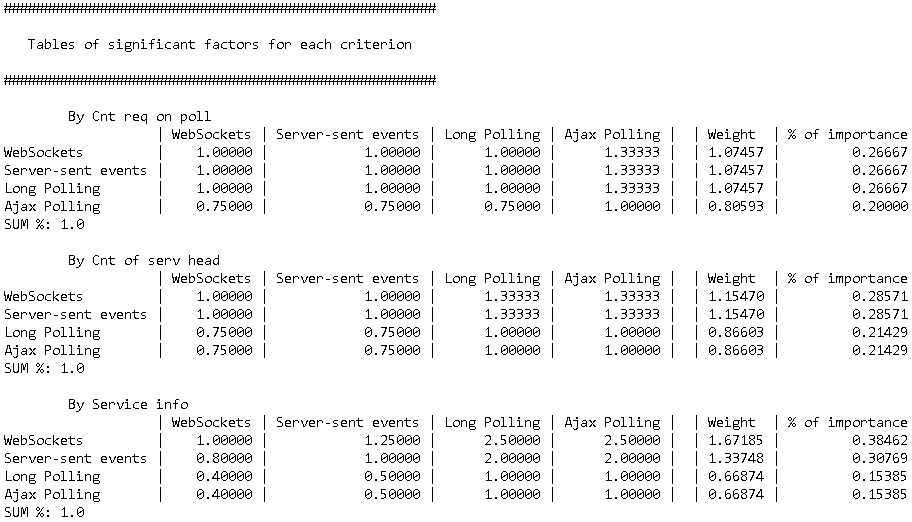 ######################################################################
Tables of significant factors for each criterion
######################################################################
By Cnt req on poll
| WebSockets | Server-sent events | Long Polling | Ajax Polling | | Weight | % of importance
WebSockets | 1.00000 | 1.00000 | 1.00000 | 1.33333 | | 1.07457 | 0.26667
Server-sent events | 1.00000 | 1.00000 | 1.00000 | 1.33333 | | 1.07457 | 0.26667
Long Polling | 1.00000 | 1.00000 | 1.00000 | 1.33333 | | 1.07457 | 0.26667
Ajax Polling | 0.75000 | 0.75000 | 0.75000 | 1.00000 | | 0.80593 | 0.20000
SUM %: 1.0
By Cnt of serv head
| WebSockets | Server-sent events | Long Polling | Ajax Polling | | Weight | % of importance
WebSockets | 1.00000 | 1.00000 | 1.33333 | 1.33333 | | 1.15470 | 0.28571
Server-sent events | 1.00000 | 1.00000 | 1.33333 | 1.33333 | | 1.15470 | 0.28571
Long Polling | 0.75000 | 0.75000 | 1.00000 | 1.00000 | | 0.86603 | 0.21429
Ajax Polling | 0.75000 | 0.75000 | 1.00000 | 1.00000 | | 0.86603 | 0.21429
SUM %: 1.0
By Service info
| WebSockets | Server-sent events | Long Polling | Ajax Polling | | Weight | % of importance
WebSockets | 1.00000 | 1.25000 | 2.50000 | 2.50000 | | 1.67185 | 0.38462
Server-sent events | 0.80000 | 1.00000 | 2.00000 | 2.00000 | | 1.33748 | 0.30769
Long Polling | 0.40000 | 0.50000 | 1.00000 | 1.00000 | | 0.66874 | 0.15385
Ajax Polling | 0.40000 | 0.50000 | 1.00000 | 1.00000 | | 0.66874 | 0.15385
SUM %: 1.0